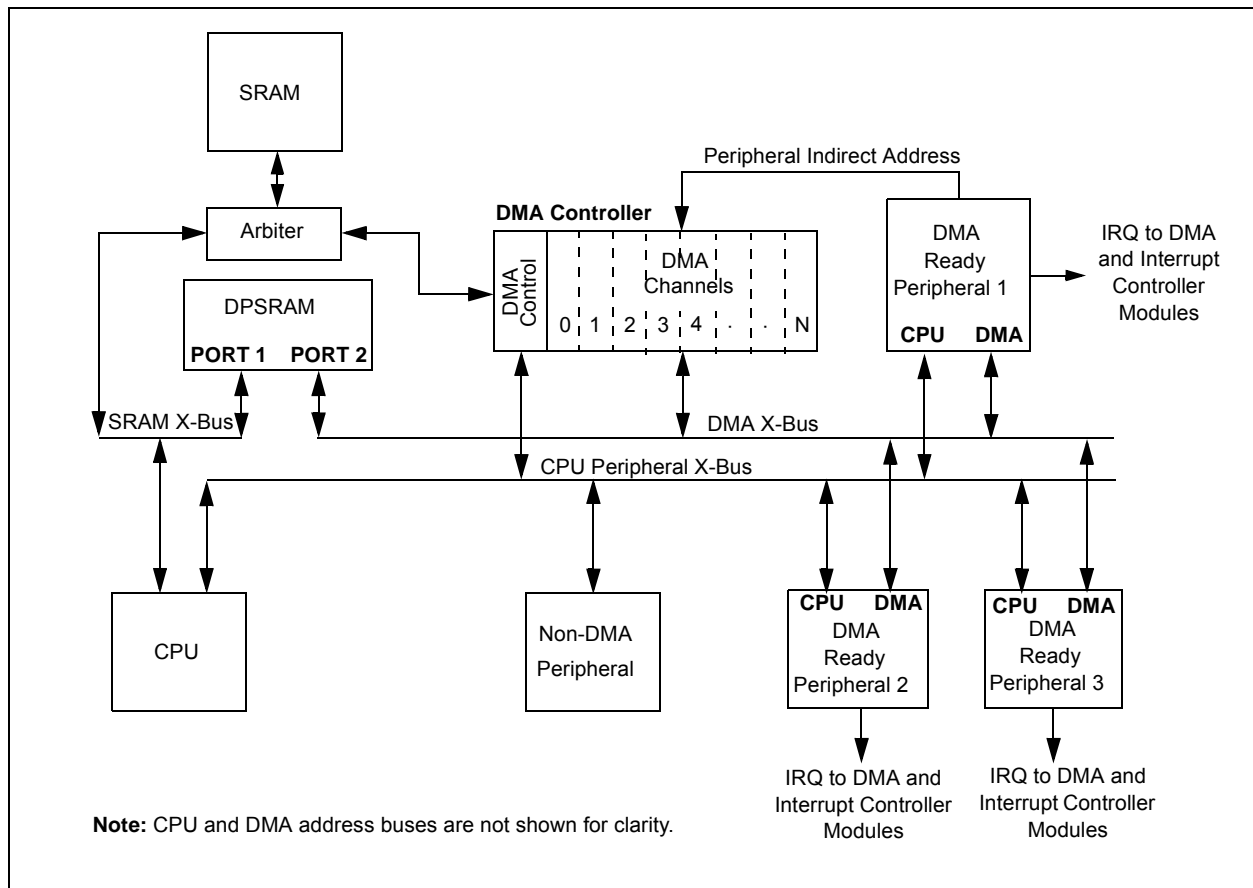 SRAM
Peripheral Indirect Address
Arbiter
DMA Controller
DMA Control
DMA
Channels
0 1 2 3 4 . . N
DMA
Ready
Peripheral 1
CPU DMA
IRQ to DMA
and Interrupt
Controller
Modules
DPSRAM
PORT 1 PORT 2
SRAM X-Bus
DMA X-Bus
CPU Peripheral X-Bus
CPU
Non-DMA
Peripheral
CPU DMA
DMA
Ready
Peripheral 2
CPU DMA
DMA
Ready
Peripheral 3
IRQ to DMA and
Interrupt Controller
Modules
IRQ to DMA and
Interrupt Controller
Modules
Note: CPU and DMA address buses are not shown for clarity.